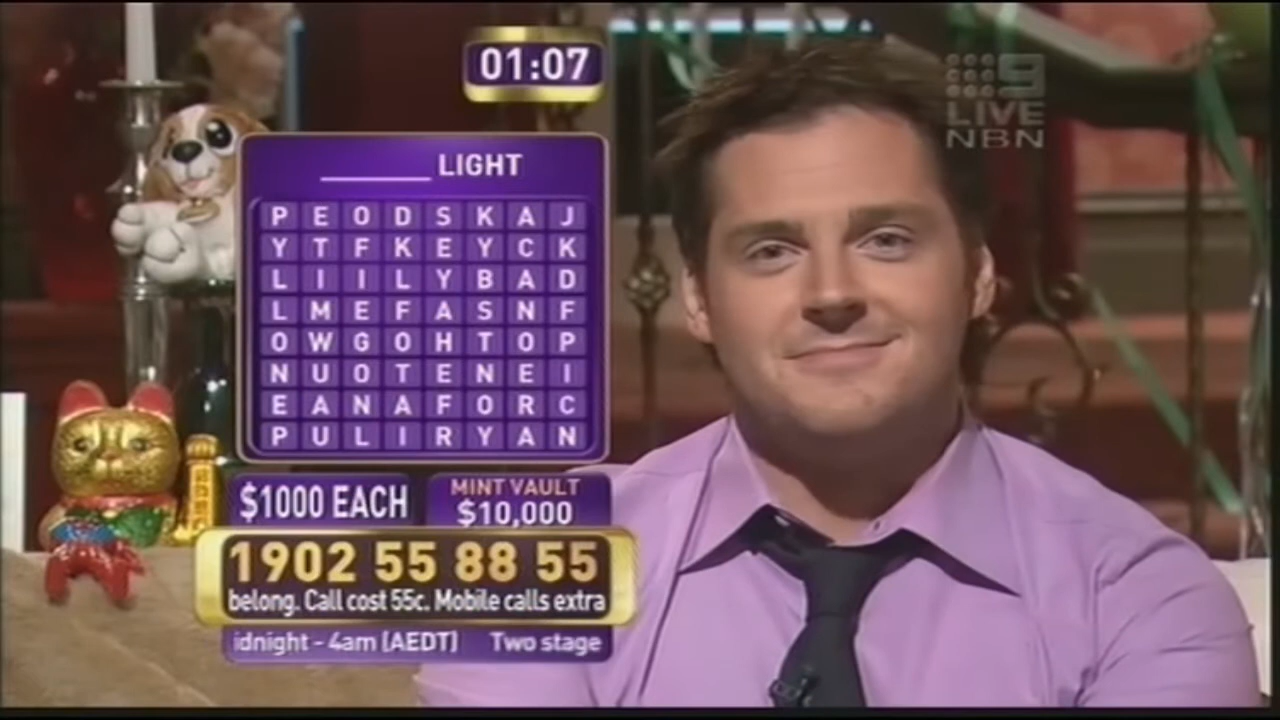 01:07
9
LIVE
NBN
______ LIGHT
P E O D S K A J
Y T F K E Y C K
L I I L Y B A D
L M E F A S N F
O W G O H T O P
N U O T E N E I
E A N A F O R C
P U L I R Y A N
$1000 EACH
MINT VAULT
$10,000
1902 55 88 55
belong. Call cost 55c. Mobile calls extra
idnight - 4am (AEDT) Two stage